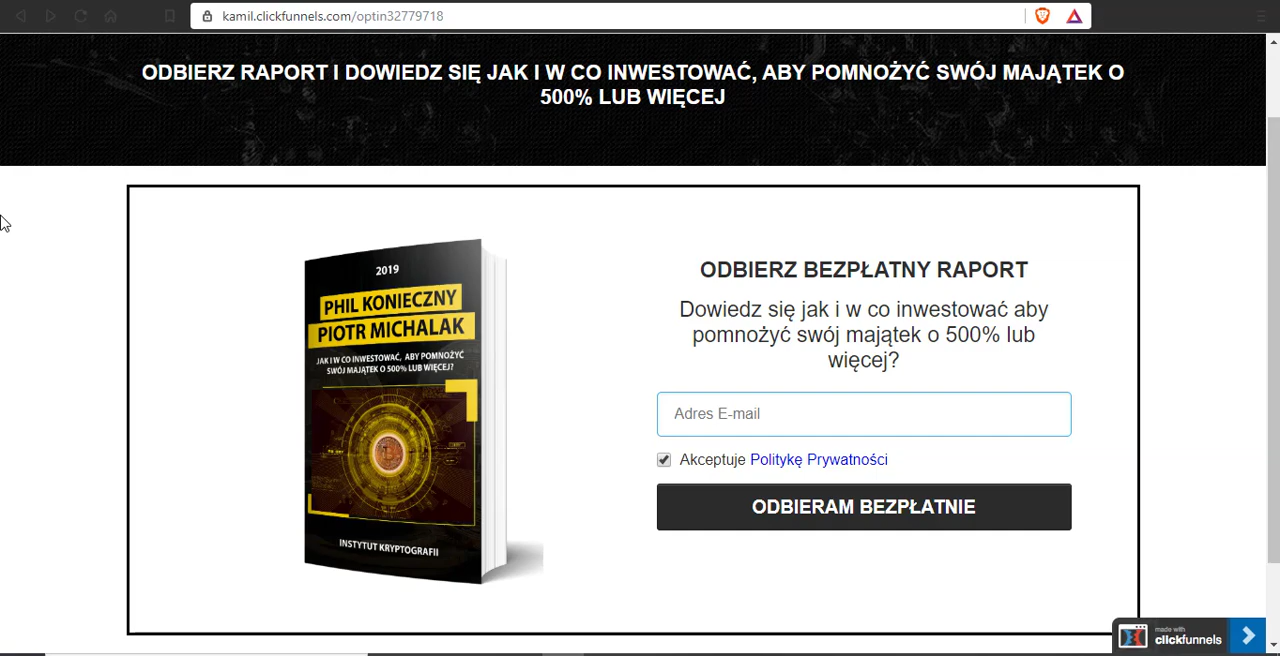 kamil.clickfunnels.com/optin32779718
ODBIERZ RAPORT I DOWIEDZ SIĘ JAK I W CO INWESTOWAĆ, ABY POMNOŻYĆ SWÓJ MAJĄTEK O
500% LUB WIĘCEJ
2019
PHIL KONIECZNY
PIOTR MICHALAK
JAK I W CO INWESTOWAĆ, ABY POMNOŻYĆ
SWÓJ MAJĄTEK O 500% LUB WIĘCEJ?
INSTYTUT KRYPTOGRAFII
ODBIERZ BEZPŁATNY RAPORT
Dowiedz się jak i w co inwestować aby
pomnożyć swój majątek o 500% lub
więcej?
Adres E-mail
Akceptuje Politykę Prywatności
ODBIERAM BEZPŁATNIE
made with
clickfunnels